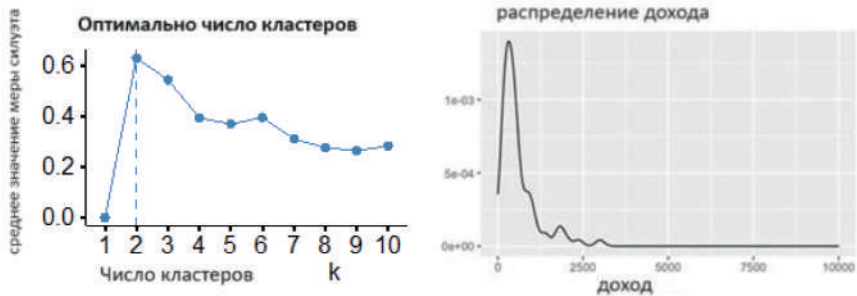 Оптимально число кластеров
среднее значение меры силуэта
0.6
0.4
0.2
0.0
1 2 3 4 5 6 7 8 9 10
Число кластеров
k
распределение дохода
1e-03
5e-04
0e+00
0 2500 5000 7500 10000
доход